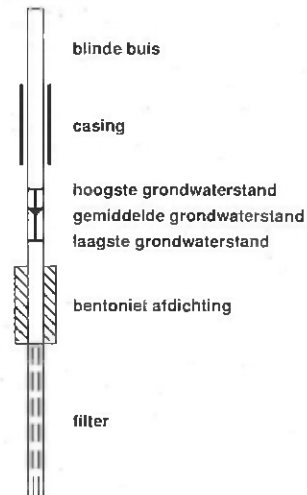 blinde buis
casing
hoogste grondwaterstand
gemiddelde grondwaterstand
laagste grondwaterstand
bentoniet afdichting
filter